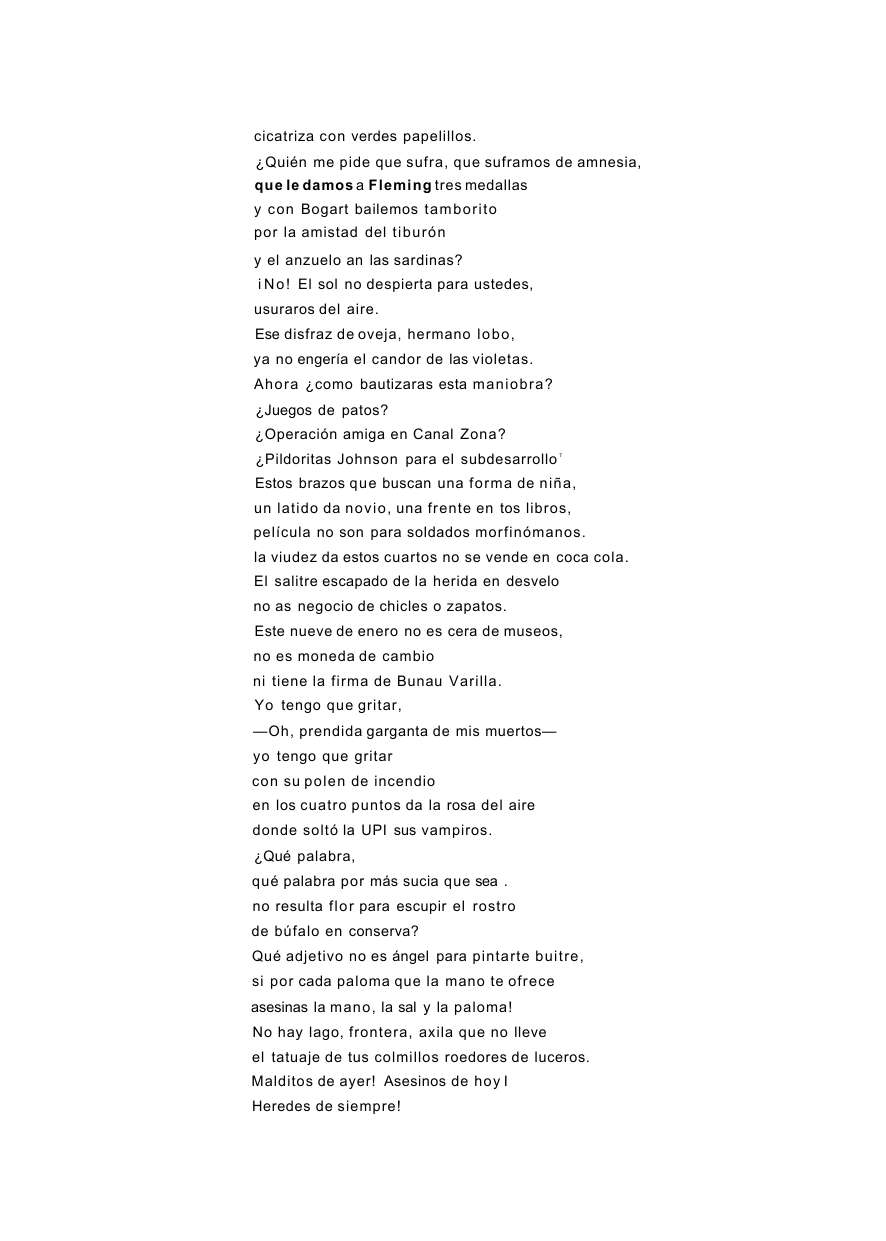 cicatriza con verdes papelillos.
¿Quién me pide que sufra, que suframos de amnesia,
que le damos a Fleming tres medallas
y con Bogart bailemos tamborito
por la amistad del tiburón
y el anzuelo an las sardinas?
¡No! El sol no despierta para ustedes,
usuraros del aire.
Ese disfraz de oveja, hermano lobo,
ya no engería el candor de las violetas.
Ahora ¿como bautizaras esta maniobra?
¿Juegos de patos?
¿Operación amiga en Canal Zona?
¿Pildoritas Johnson para el subdesarrollo?
Estos brazos que buscan una forma de niña,
un latido da novio, una frente en tos libros,
película no son para soldados morfinómanos.
la viudez da estos cuartos no se vende en coca cola.
El salitre escapado de la herida en desvelo
no as negocio de chicles o zapatos.
Este nueve de enero no es cera de museos,
no es moneda de cambio
ni tiene la firma de Bunau Varilla.
Yo tengo que gritar,
—Oh, prendida garganta de mis muertos—
yo tengo que gritar
con su polen de incendio
en los cuatro puntos da la rosa del aire
donde soltó la UPI sus vampiros.
¿Qué palabra,
qué palabra por más sucia que sea .
no resulta flor para escupir el rostro
de búfalo en conserva?
Qué adjetivo no es ángel para pintarte buitre,
si por cada paloma que la mano te ofrece
asesinas la mano, la sal y la paloma!
No hay lago, frontera, axila que no lleve
el tatuaje de tus colmillos roedores de luceros.
Malditos de ayer! Asesinos de hoy I
Heredes de siempre!